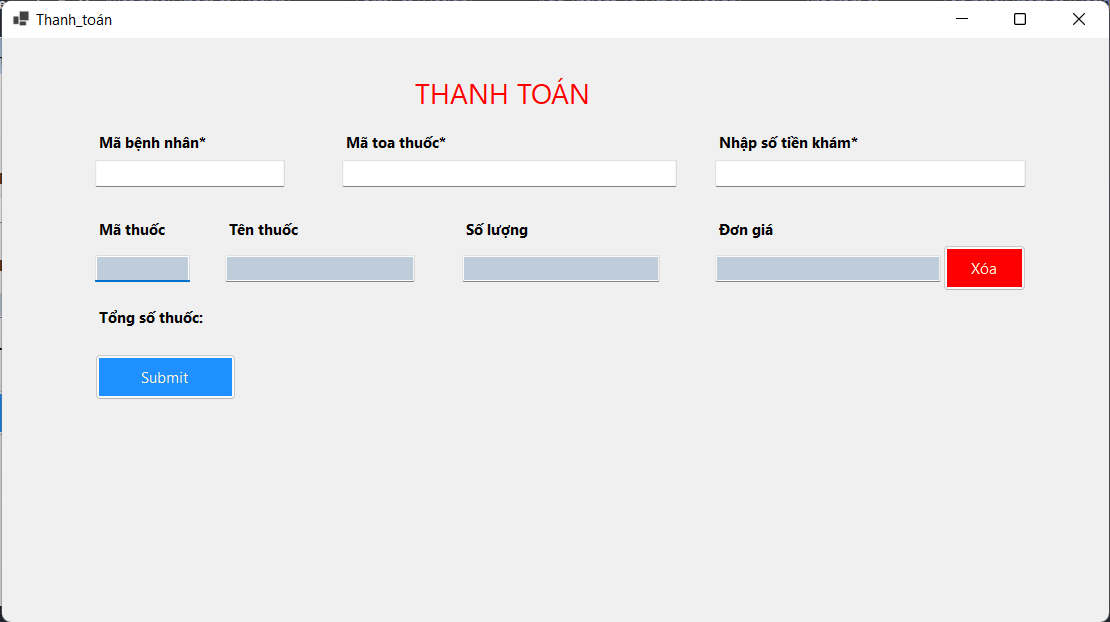 Thanh_toán
THANH TOÁN
Mã bệnh nhân* Mã toa thuốc* Nhập số tiền khám*
Mã thuốc Tên thuốc Số lượng Đơn giá
Xóa
Tổng số thuốc:
Submit